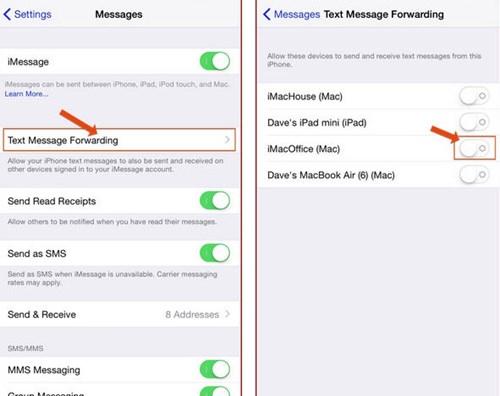 Settings
Messages
iMessage
iMessages can be sent between iPhone, iPad, iPod touch, and Mac.
Learn More...
Text Message Forwarding
Allow your iPhone text messages to also be sent and received on
other devices signed in to your iMessage account.
Send Read Receipts
Allow others to be notified when you have read their messages.
Send as SMS
Send as SMS when iMessage is unavailable. Carrier messaging
rates may apply.
Send & Receive 8 Addresses
SMS/MMS
MMS Messaging
Group Messaging
Messages
Text Message Forwarding
Allow these devices to send and receive text messages from this
iPhone.
iMacHouse (Mac)
Dave's iPad mini (iPad)
iMacOffice (Mac)
Dave's MacBook Air (6) (Mac)